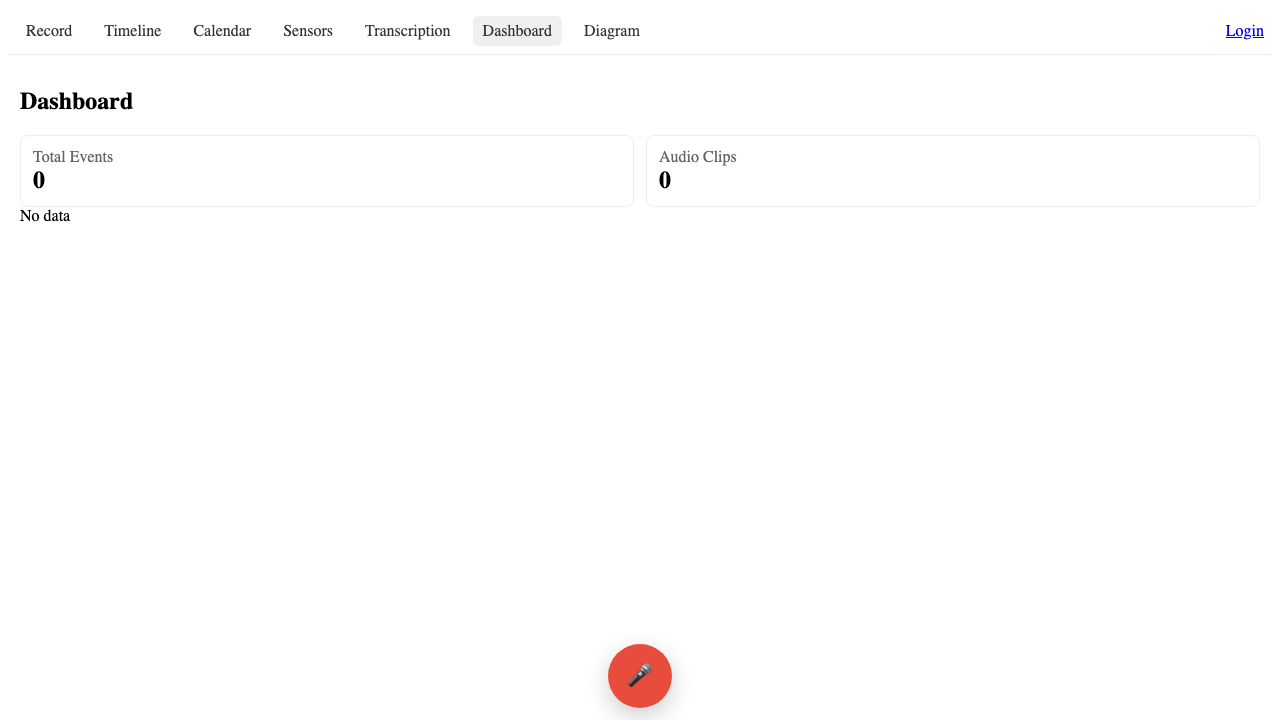 Record Timeline Calendar Sensors Transcription Dashboard Diagram Login
Dashboard
Total Events
0
Audio Clips
0
No data